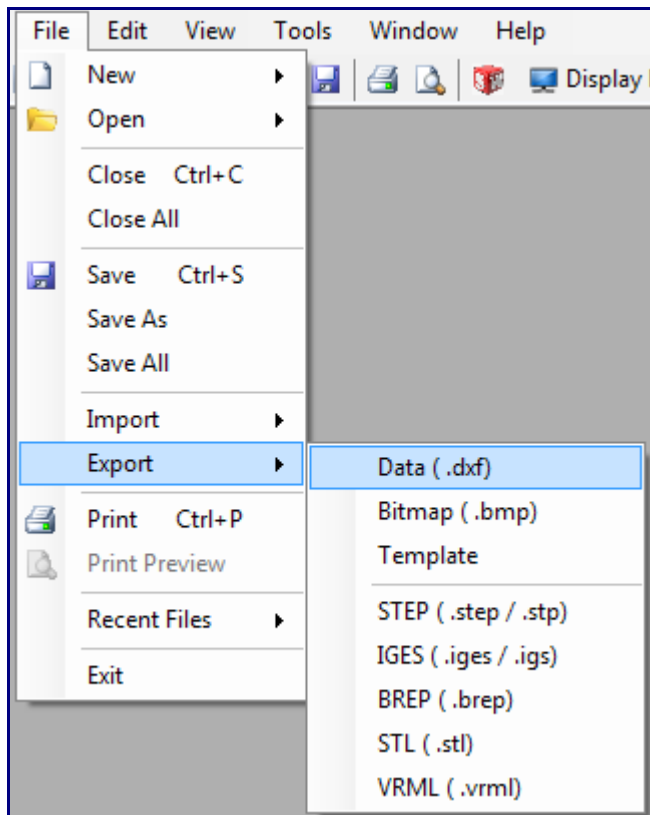 File Edit View Tools Window Help
New
Display
Open
Close Ctrl+C
Close All
Save Ctrl+S
Save As
Save All
Import
Export
Print Ctrl+P
Print Preview
Recent Files
Exit
Data ( .dxf)
Bitmap ( .bmp)
Template
STEP ( .step / .stp)
IGES ( .iges / .igs)
BREP ( .brep)
STL ( .stl)
VRML ( .vrml)